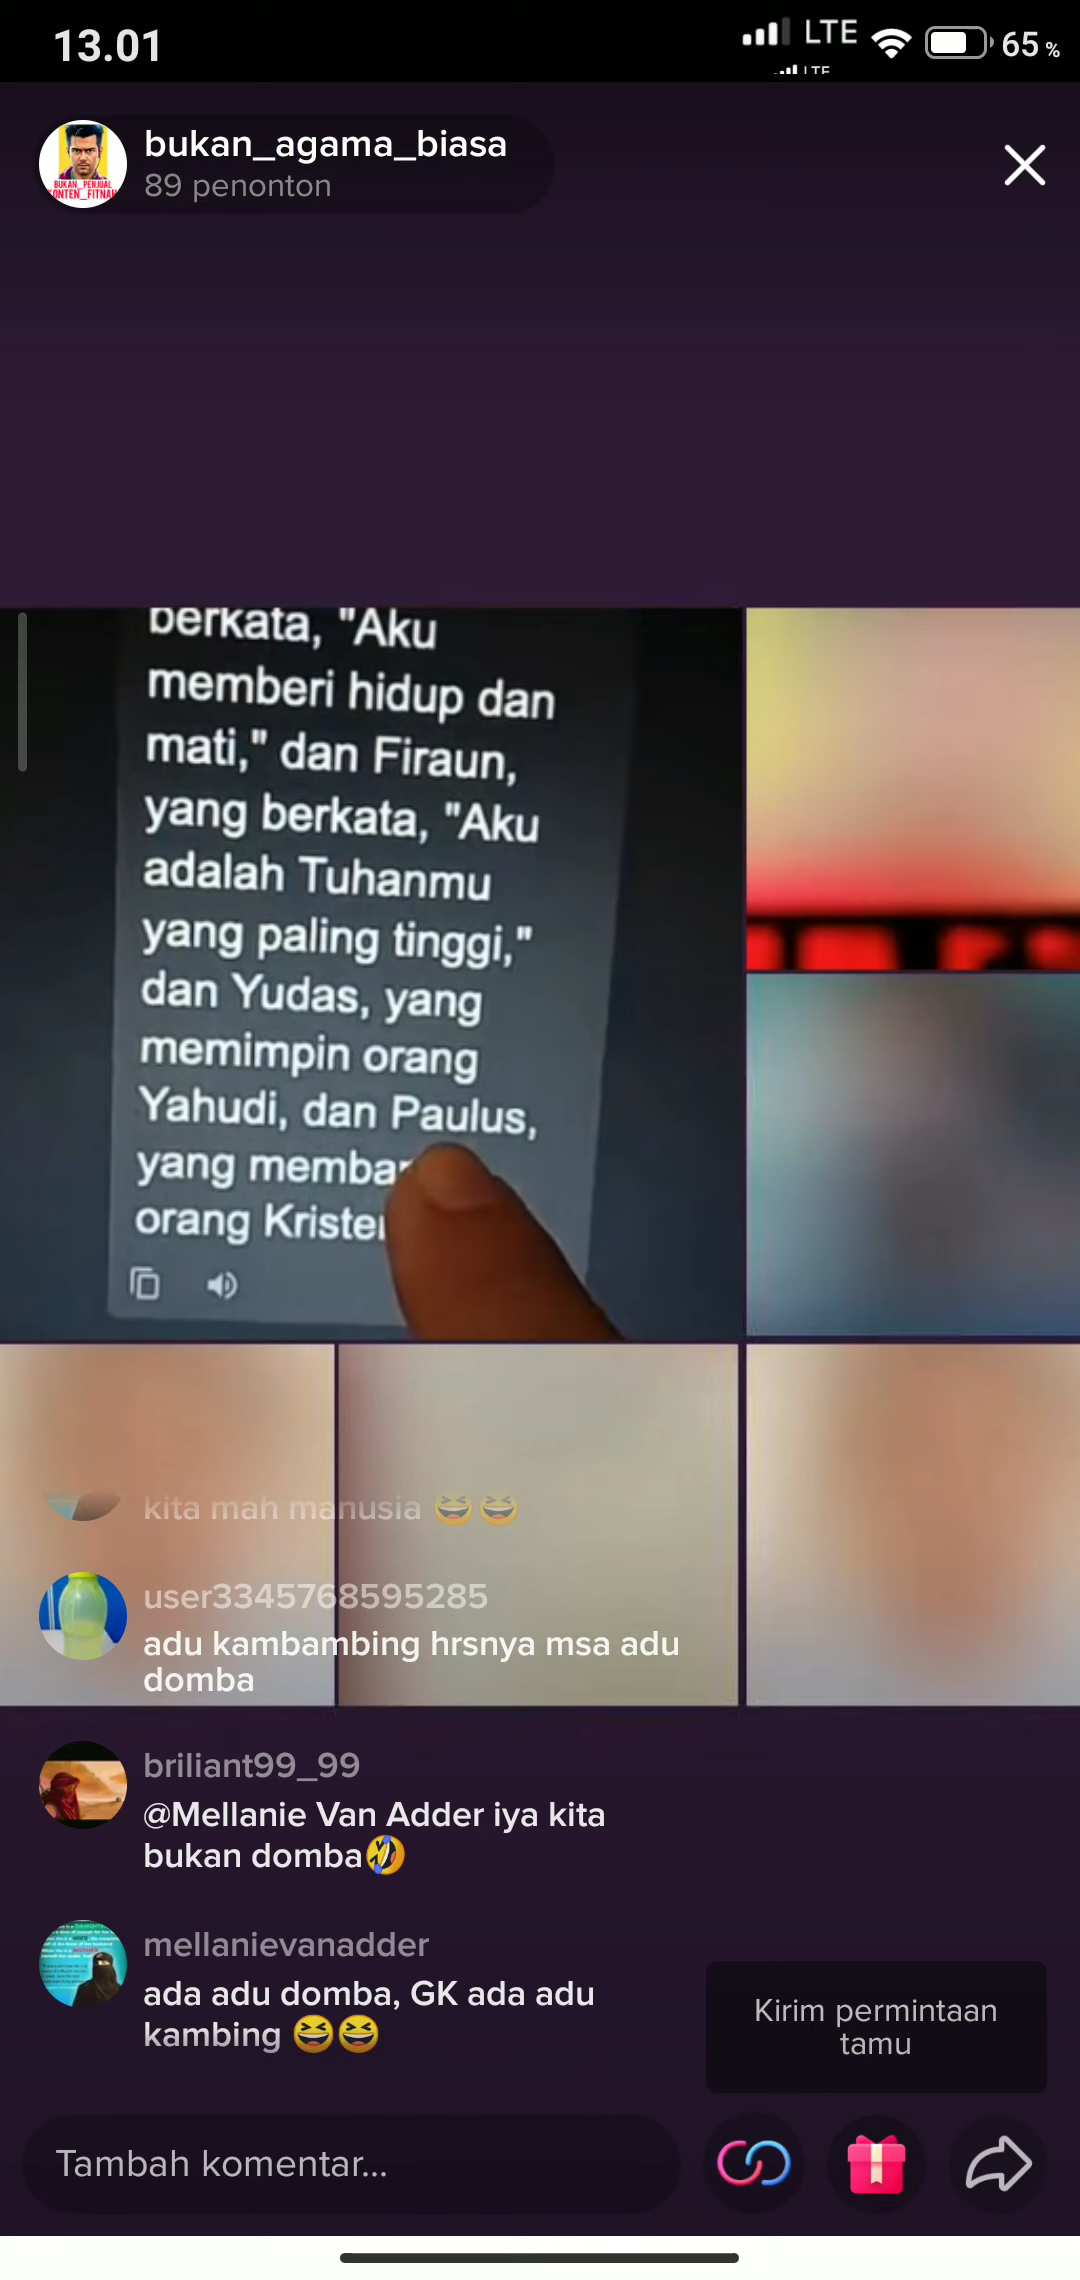 13.01
LTE
65 %
LTE
bukan_agama_biasa
89 penonton
BUKAN_PENJUAL
KONTEN_FITNAH
berkata, "Aku
memberi hidup dan
mati," dan Firaun,
yang berkata, "Aku
adalah Tuhanmu
yang paling tinggi,"
dan Yudas, yang
memimpin orang
Yahudi, dan Paulus,
yang
orang
kita mah manusia 😆😆
user3345768595285
adu kambambing hrsnya msa adu
domba
briliant99_99
@Mellanie Van Adder iya kita
bukan domba🤣
mellanievanadder
ada adu domba, GK ada adu
kambing 😆😆
Kirim permintaan
tamu
Tambah komentar...